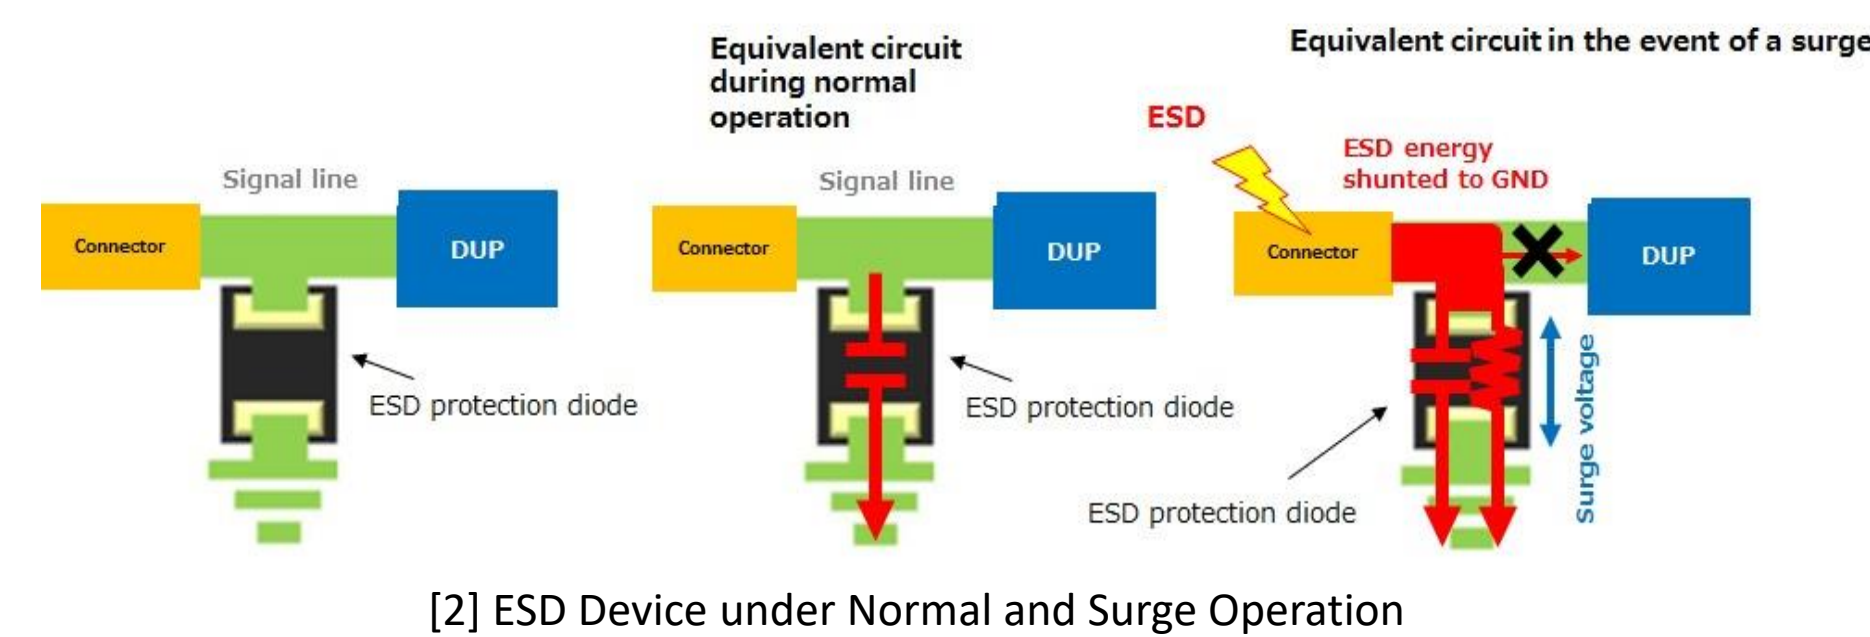 Signal line
Connector
DUP
ESD protection diode
Equivalent circuit
during normal
operation
Signal line
Connector
DUP
ESD protection diode
Equivalent circuit in the event of a surge
ESD
ESD energy
shunted to GND
Connector
DUP
Surge voltage
ESD protection diode
[2] ESD Device under Normal and Surge Operation